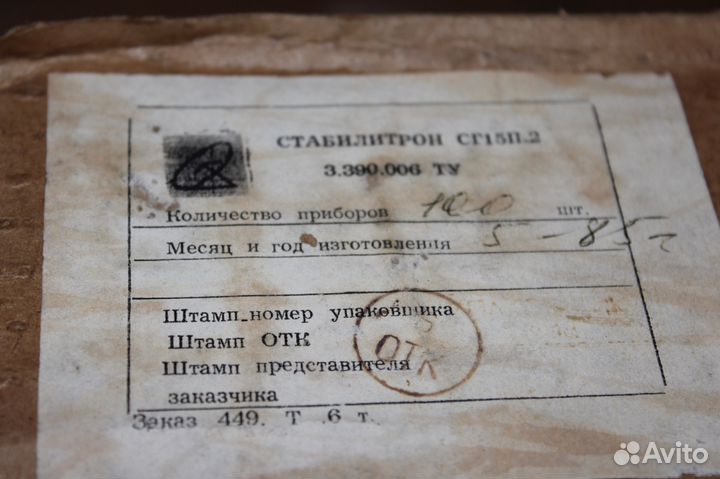 СТАБИЛИТРОН СГ15П.2
3.390.006 ТУ
Количество приборов 100 шт.
Месяц и год изготовления 5 - 85 г
Штамп-номер упаковщика
Штамп ОТК
ОТК
Штамп представителя
заказчика
Заказ 449. Т .6 т.
Avito